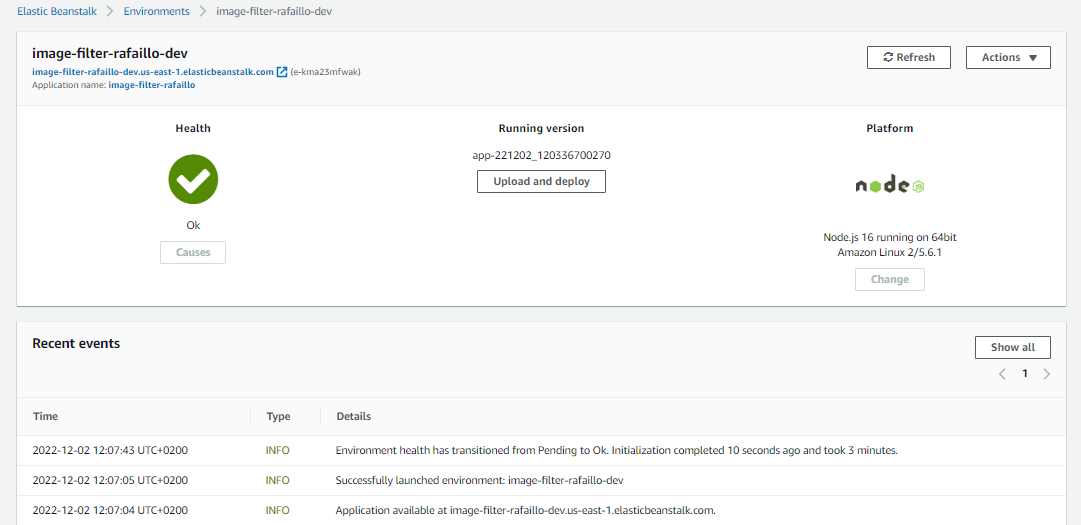 Elastic Beanstalk > Environments > image-filter-rafaillo-dev
image-filter-rafaillo-dev
Refresh
Actions
image-filter-rafaillo-dev.us-east-1.elasticbeanstalk.com (e-kma23mfwak)
Application name: image-filter-rafaillo
Health
Running version
Platform
app-221202_120336700270
Upload and deploy
node
JS
Ok
Node.js 16 running on 64bit
Amazon Linux 2/5.6.1
Causes
Change
Recent events
Show all
1
Time Type Details
2022-12-02 12:07:43 UTC+0200 INFO Environment health has transitioned from Pending to Ok. Initialization completed 10 seconds ago and took 3 minutes.
2022-12-02 12:07:05 UTC+0200 INFO Successfully launched environment: image-filter-rafaillo-dev
2022-12-02 12:07:04 UTC+0200 INFO Application available at image-filter-rafaillo-dev.us-east-1.elasticbeanstalk.com.